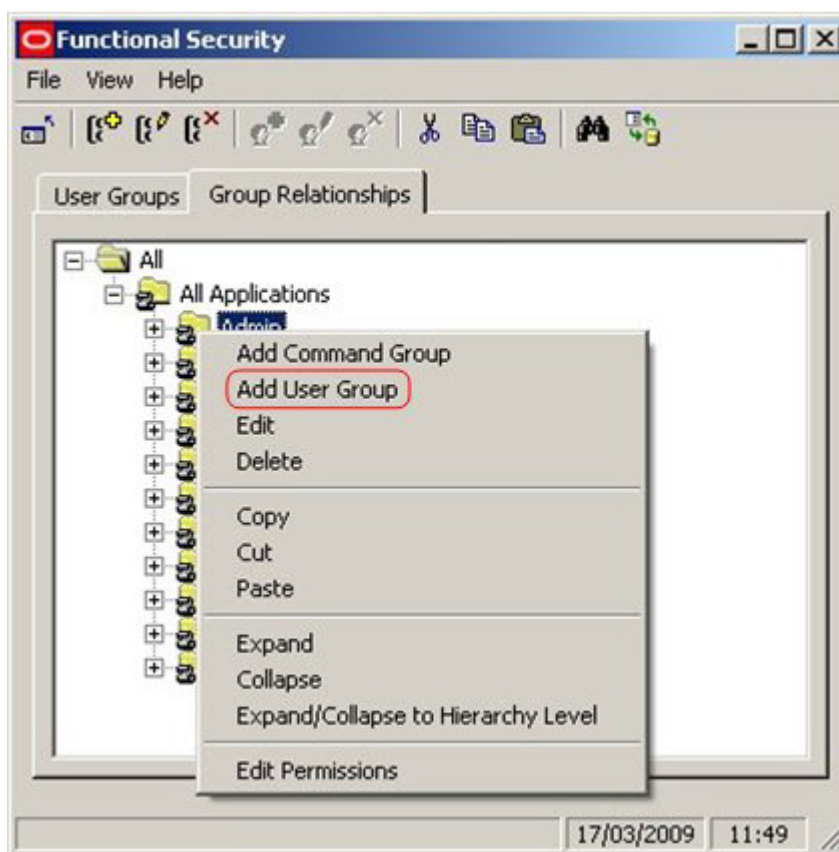 Functional Security
File View Help
User Groups Group Relationships
All
All Applications
Admin
Add Command Group
Add User Group
Edit
Delete
Copy
Cut
Paste
Expand
Collapse
Expand/Collapse to Hierarchy Level
Edit Permissions
17/03/2009 11:49